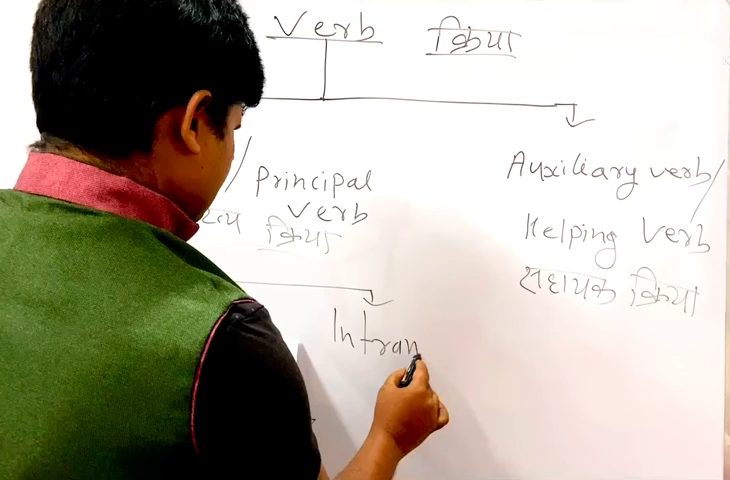 Verb क्रिया
/ Principal
verb
क्रिया
Auxiliary verb /
Helping Verb
सहायक क्रिया
Intran